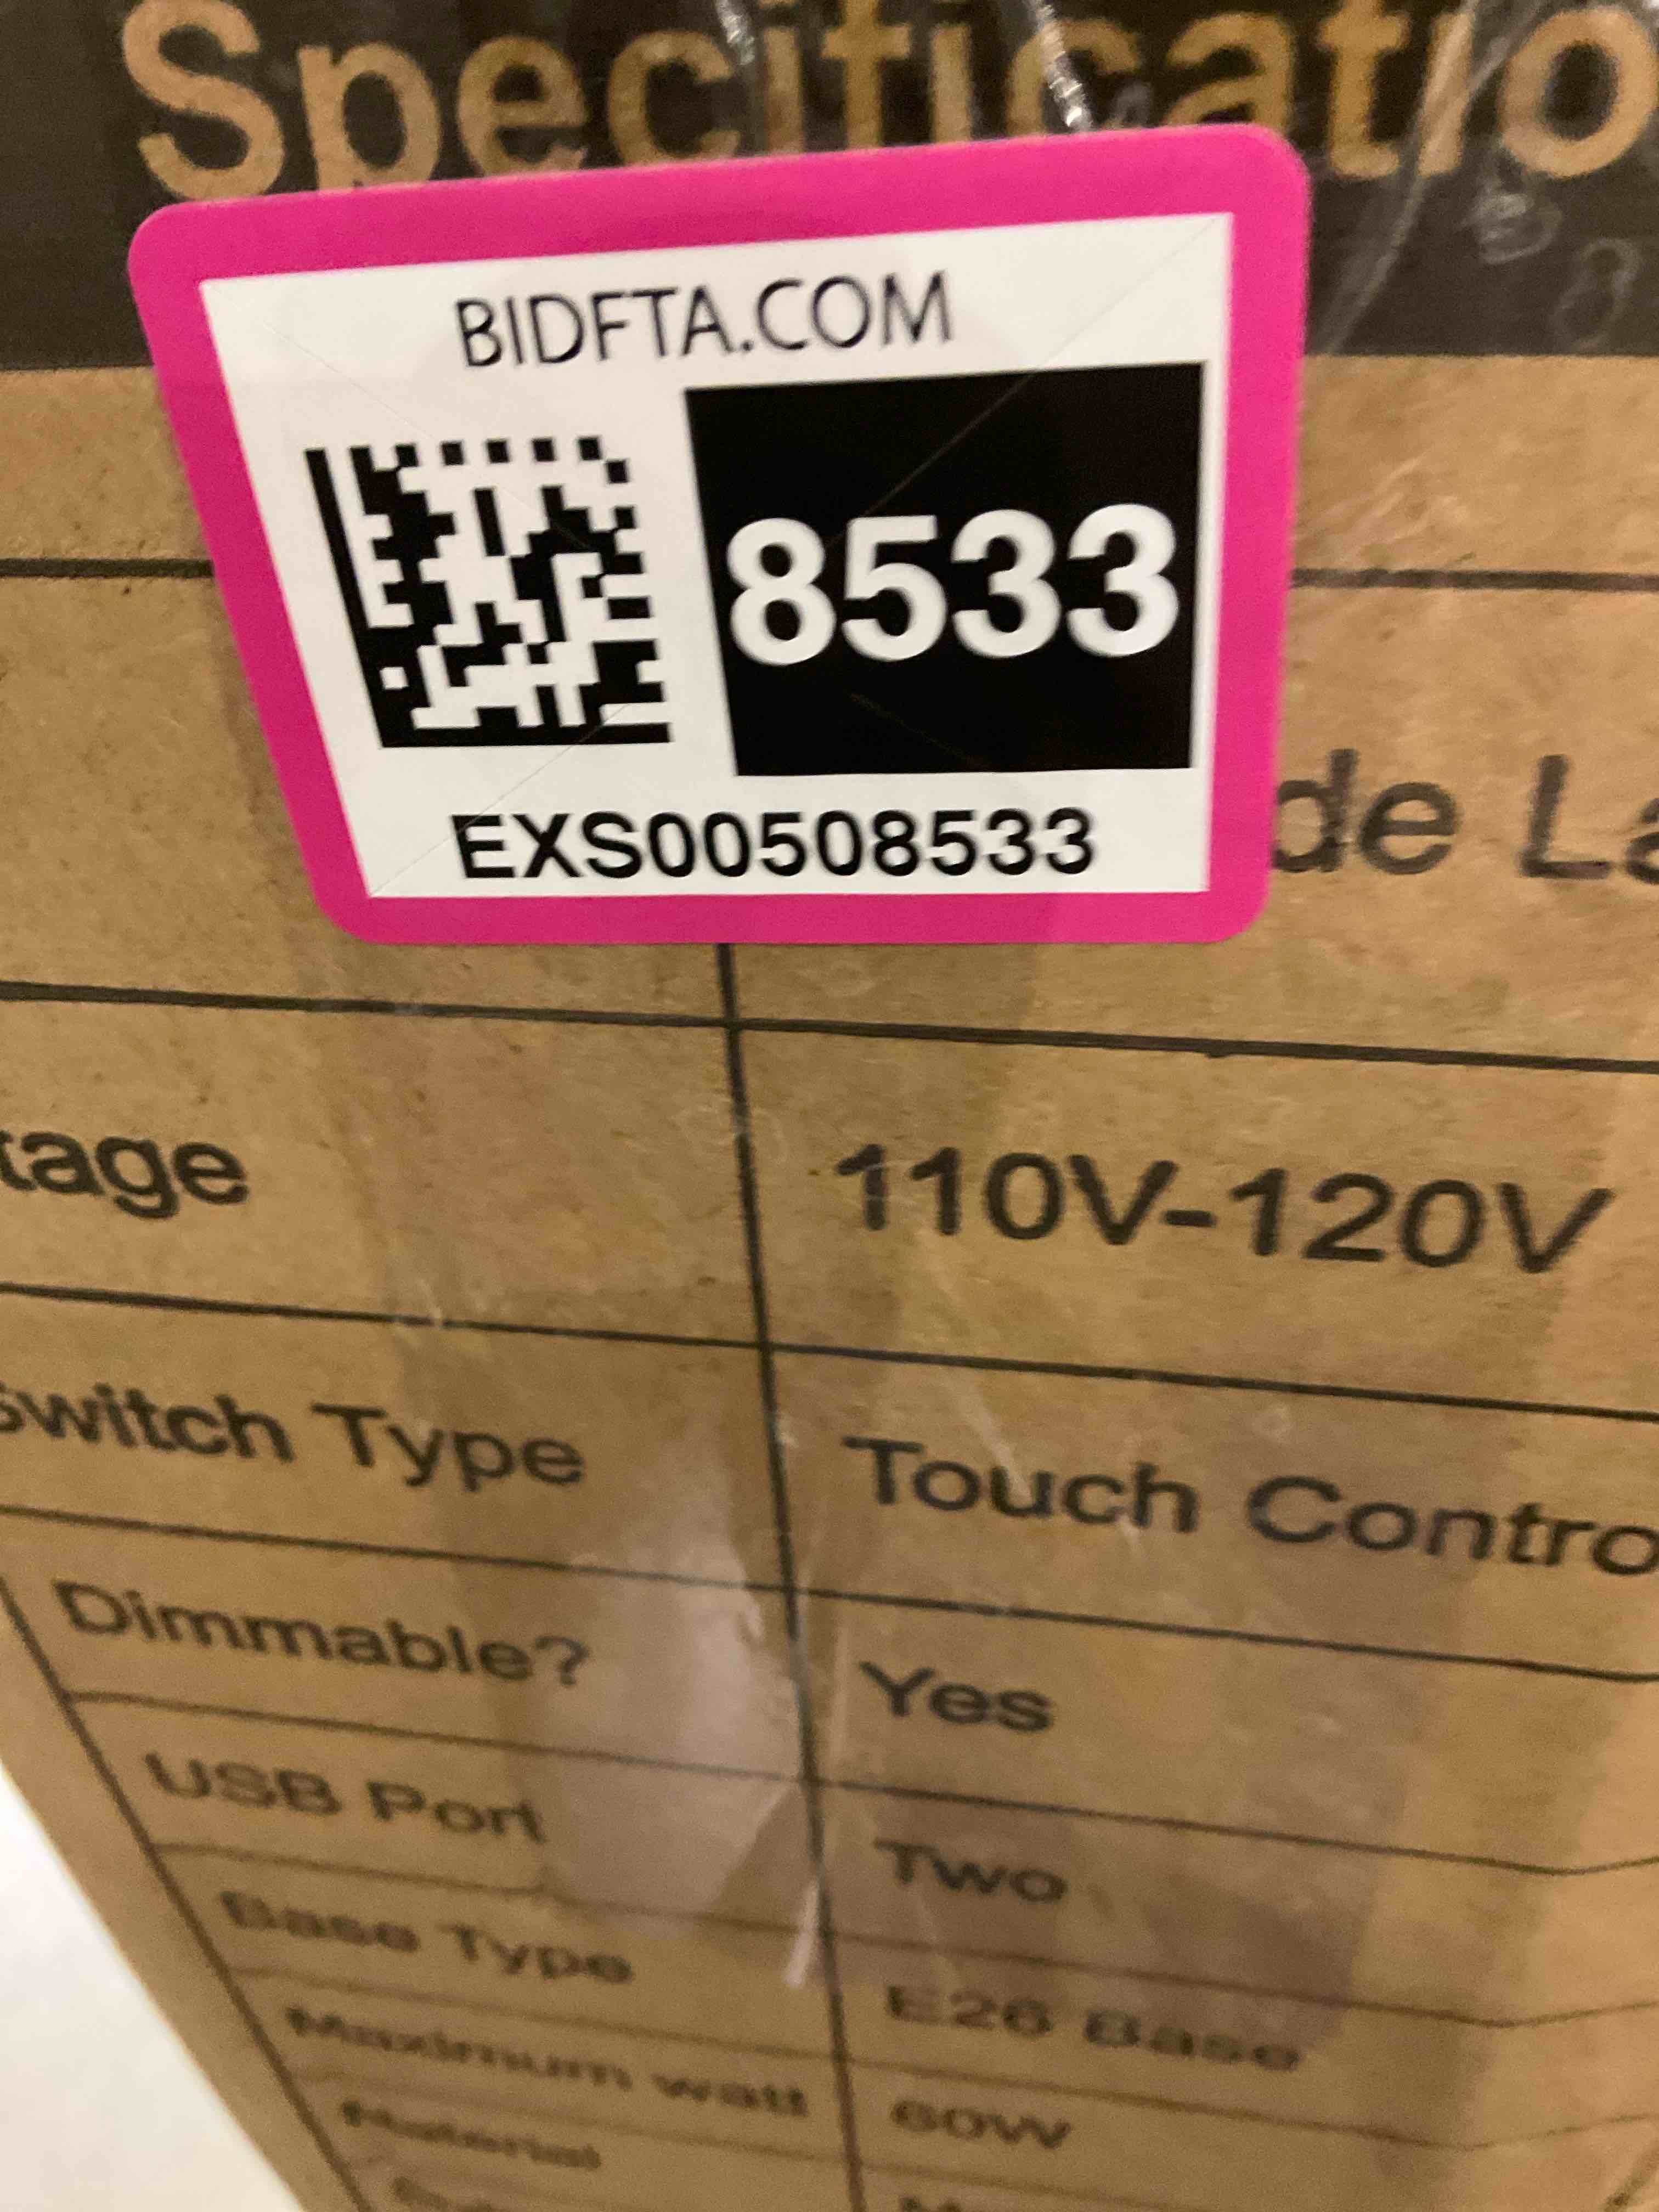 Specificatio
BIDFTA.COM
8533
EXS00508533
de La
tage 110V-120V
Switch Type Touch Contro
Dimmable? Yes
USB Port Two
Base Type E26 Base
Maximum watt 60W
Material